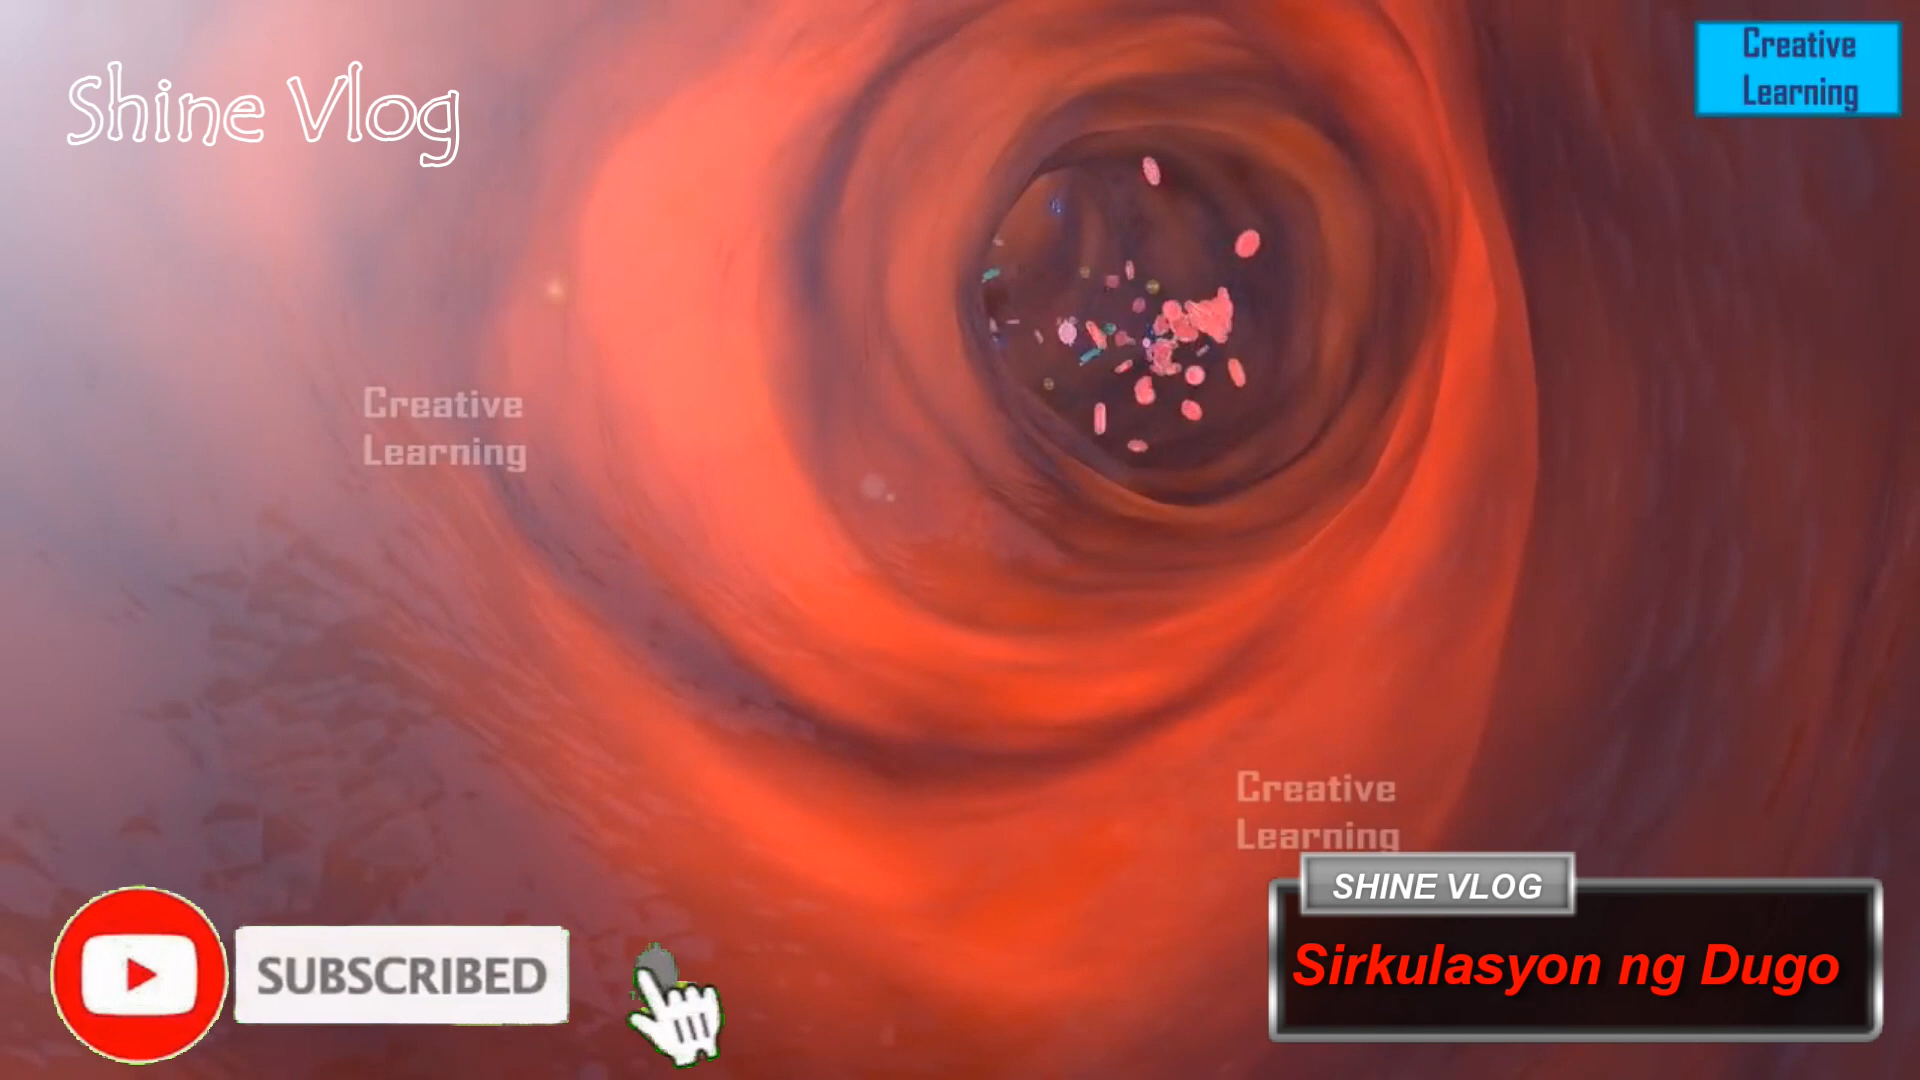 Shine Vlog
Creative
Learning
Creative
Learning
Creative
Learning
SHINE VLOG
Sirkulasyon ng Dugo
SUBSCRIBED